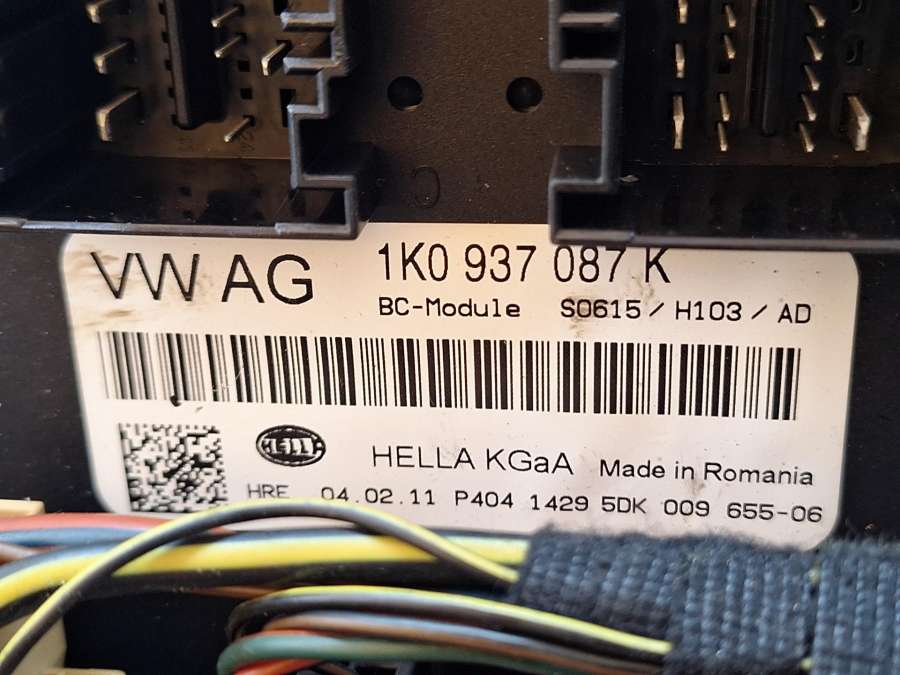 VW AG 1K0 937 087 K
BC-Module S0615 / H103 / AD
HELLA
HELLA KGaA Made in Romania
HRE 04.02.11 P404 1429 5DK 009 655-06